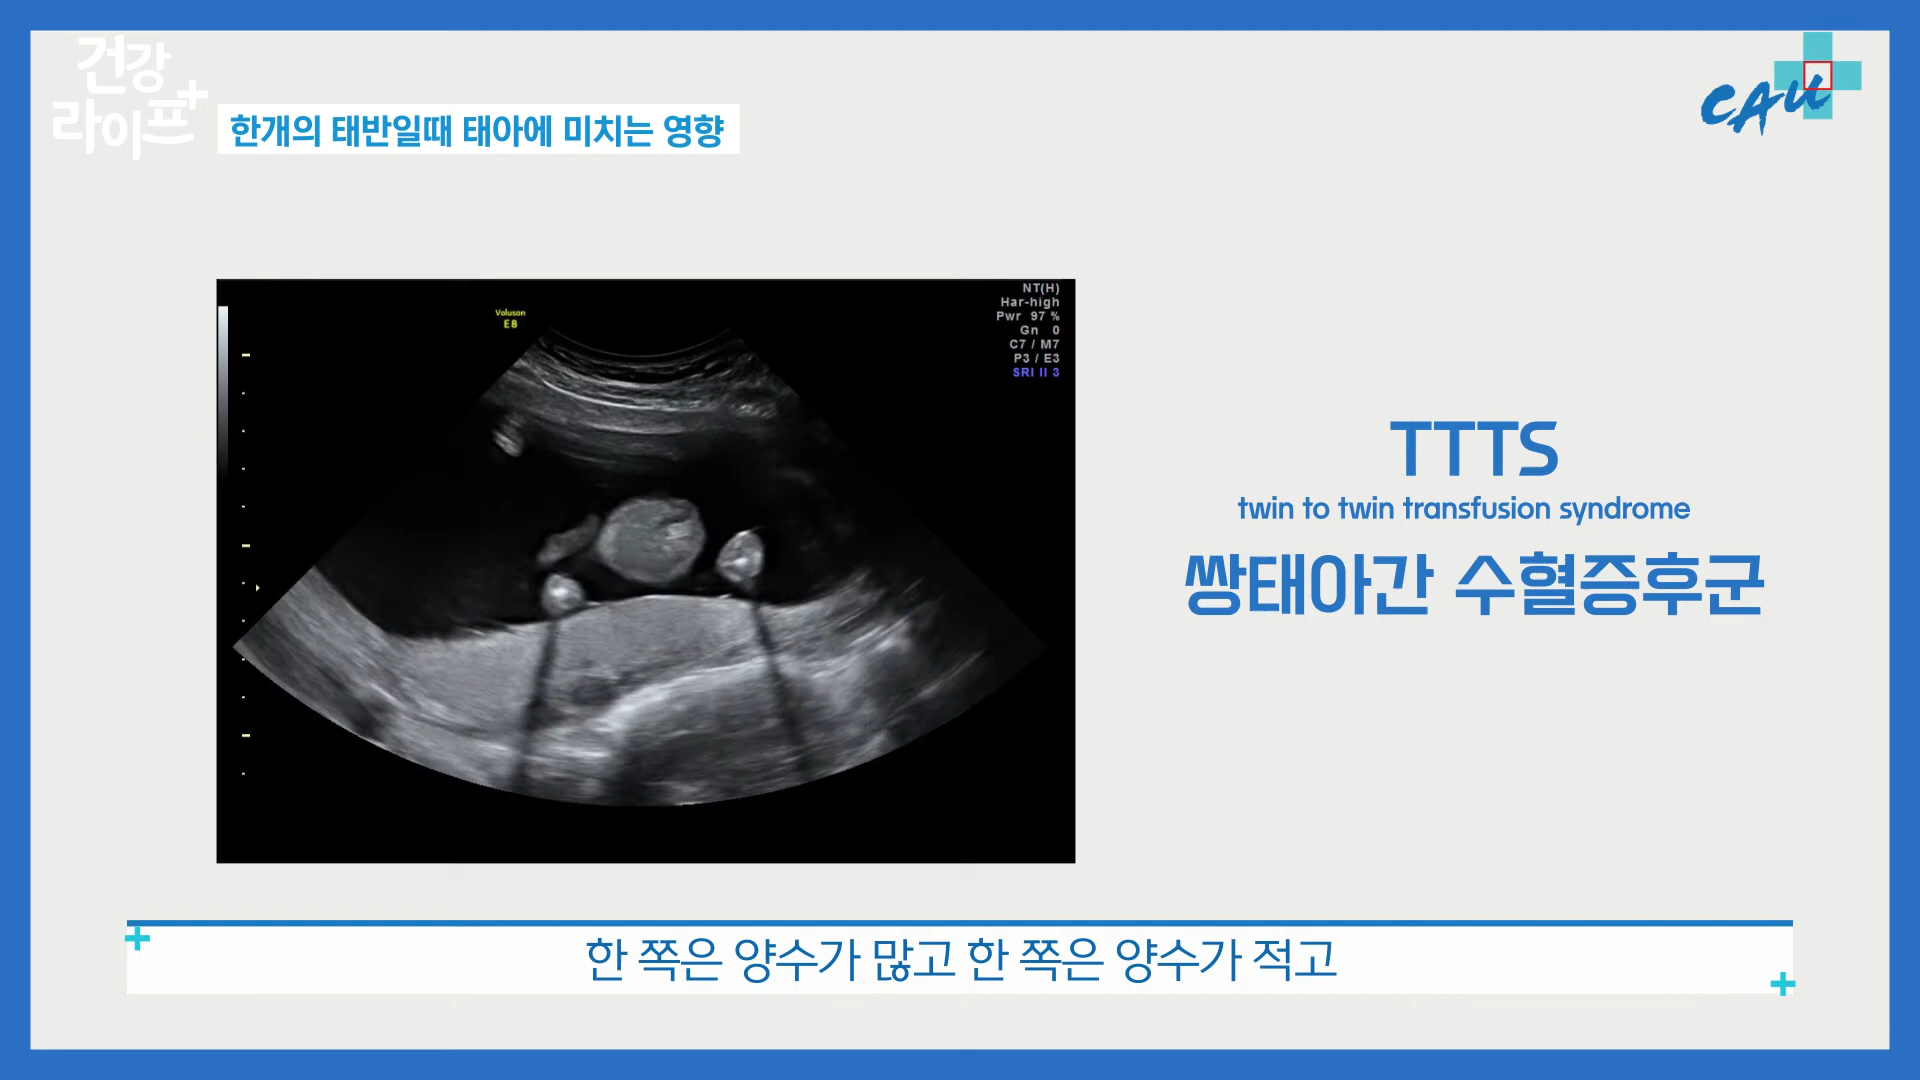 건강
라이프+
한개의 태반일때 태아에 미치는 영향
CAU
Voluson
E8
NT(H)
Har-high
Pwr 97 %
Gn 0
C7 / M7
P3 / E3
SRI II 3
TTTS
twin to twin transfusion syndrome
쌍태아간 수혈증후군
한 쪽은 양수가 많고 한 쪽은 양수가 적고